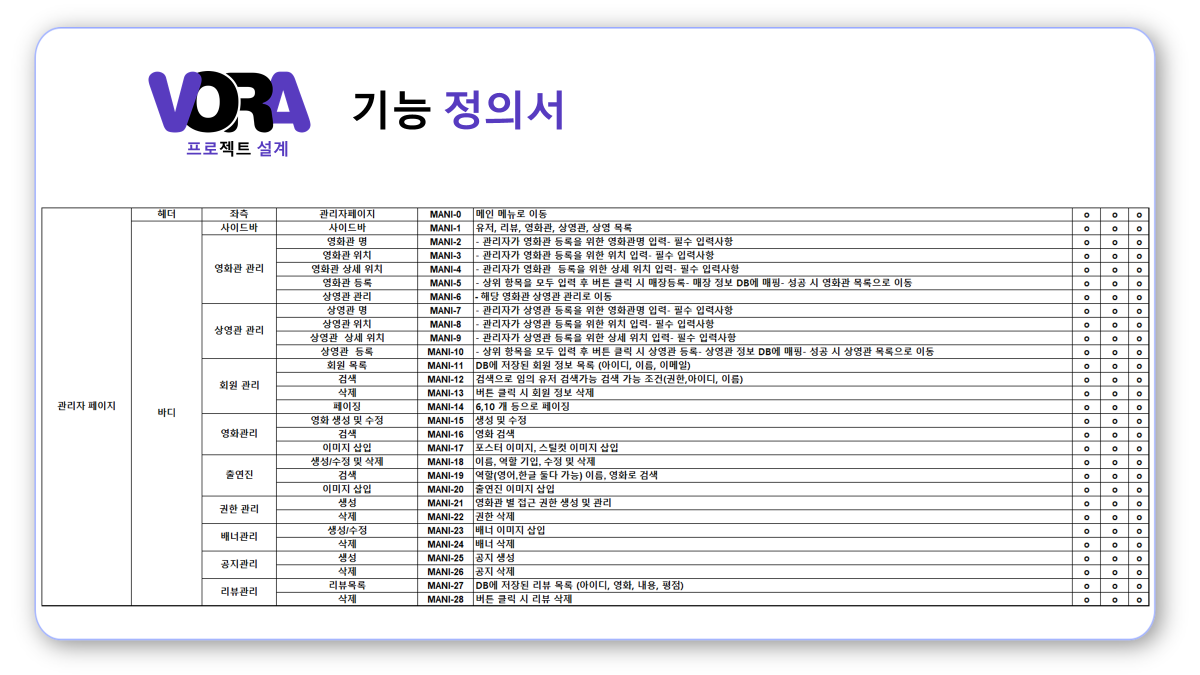 VORA
프로젝트 설계
기능 정의서
관리자 페이지 헤더 좌측 관리자페이지 MANI-0 메인 메뉴로 이동 o o o
바디 사이드바 사이드바 MANI-1 유저, 리뷰, 영화관, 상영관, 상영 목록 o o o
영화관 관리 영화관 명 MANI-2 - 관리자가 영화관 등록을 위한 영화관명 입력- 필수 입력사항 o o o
영화관 위치 MANI-3 - 관리자가 영화관 등록을 위한 위치 입력- 필수 입력사항 o o o
영화관 상세 위치 MANI-4 - 관리자가 영화관 등록을 위한 상세 위치 입력- 필수 입력사항 o o o
영화관 등록 MANI-5 - 상위 항목을 모두 입력 후 버튼 클릭 시 매장등록- 매장 정보 DB에 매핑- 성공 시 영화관 목록으로 이동 o o o
상영관 관리 MANI-6 - 해당 영화관 상영관 관리로 이동 o o o
상영관 관리 상영관 명 MANI-7 - 관리자가 상영관 등록을 위한 영화관명 입력- 필수 입력사항 o o o
상영관 위치 MANI-8 - 관리자가 상영관 등록을 위한 위치 입력- 필수 입력사항 o o o
상영관 상세 위치 MANI-9 - 관리자가 상영관 등록을 위한 상세 위치 입력- 필수 입력사항 o o o
상영관 등록 MANI-10 - 상위 항목을 모두 입력 후 버튼 클릭 시 상영관 등록- 상영관 정보 DB에 매핑- 성공 시 상영관 목록으로 이동 o o o
회원 관리 회원 목록 MANI-11 DB에 저장된 회원 정보 목록 (아이디, 이름, 이메일) o o o
검색 MANI-12 검색으로 임의 유저 검색가능 검색 가능 조건(권한,아이디, 이름) o o o
삭제 MANI-13 버튼 클릭 시 회원 정보 삭제 o o o
페이징 MANI-14 6,10 개 등으로 페이징 o o o
영화관리 영화 생성 및 수정 MANI-15 생성 및 수정 o o o
검색 MANI-16 영화 검색 o o o
이미지 삽입 MANI-17 포스터 이미지, 스틸컷 이미지 삽입 o o o
출연진 생성/수정 및 삭제 MANI-18 이름, 역할 기입, 수정 및 삭제 o o o
검색 MANI-19 역할(영어,한글 둘다 가능) 이름, 영화로 검색 o o o
이미지 삽입 MANI-20 출연진 이미지 삽입 o o o
권한 관리 생성 MANI-21 영화관 별 접근 권한 생성 및 관리 o o o
삭제 MANI-22 권한 삭제 o o o
배너관리 생성/수정 MANI-23 배너 이미지 삽입 o o o
삭제 MANI-24 배너 삭제 o o o
공지관리 생성 MANI-25 공지 생성 o o o
삭제 MANI-26 공지 삭제 o o o
리뷰관리 리뷰목록 MANI-27 DB에 저장된 리뷰 목록 (아이디, 영화, 내용, 평점) o o o
삭제 MANI-28 버튼 클릭 시 리뷰 삭제 o o o